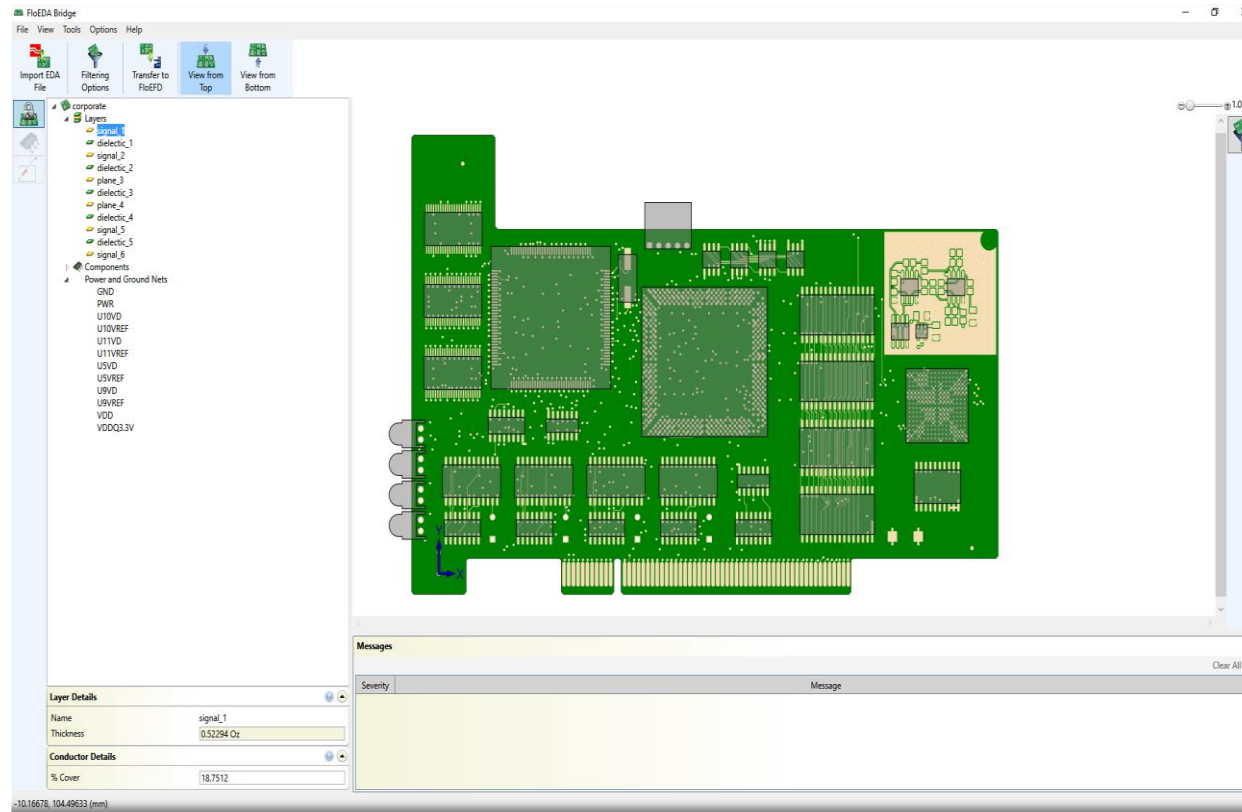 FloEDA Bridge
File View Tools Options Help
Import EDA File
Filtering Options
Transfer to FloEFD
View from Top
View from Bottom
1.0
corporate
Layers
signal_1
dielectic_1
signal_2
dielectic_2
plane_3
dielectic_3
plane_4
dielectic_4
signal_5
dielectic_5
signal_6
Components
Power and Ground Nets
GND
PWR
U10VD
U10VREF
U11VD
U11VREF
U5VD
U5VREF
U9VD
U9VREF
VDD
VDDQ3.3V
Y
X
Messages
Clear All
Severity Message
Layer Details
Name signal_1
Thickness 0.52294 Oz
Conductor Details
% Cover 18.7512
-10.16678, 104.49633 (mm)